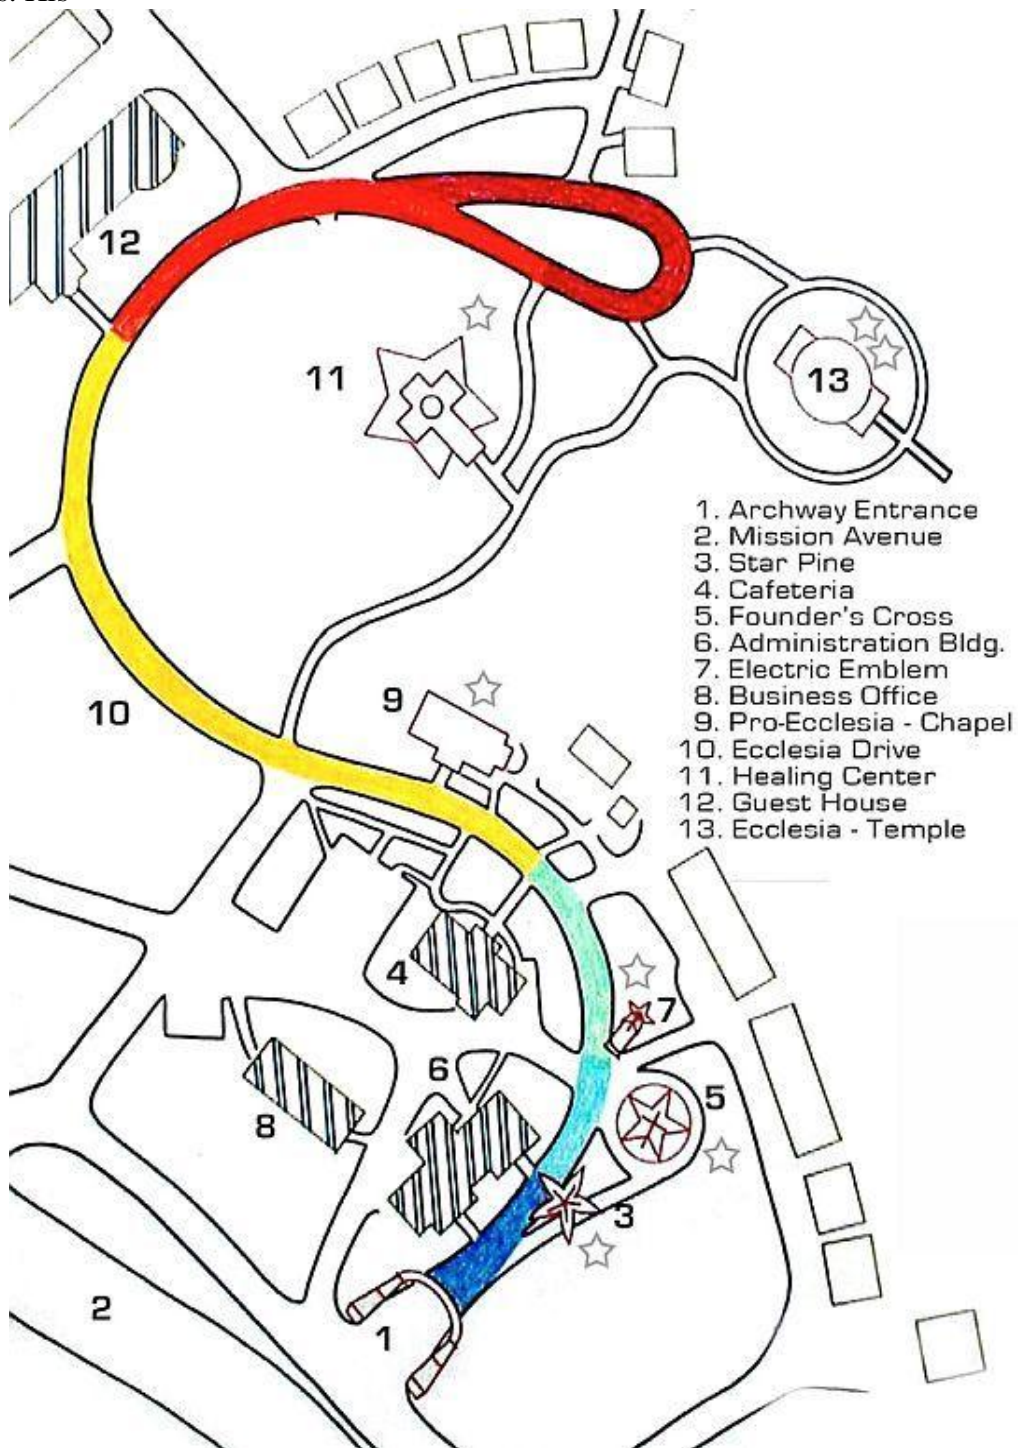 12
11
13
1. Archway Entrance
2. Mission Avenue
3. Star Pine
4. Cafeteria
5. Founder's Cross
6. Administration Bldg.
7. Electric Emblem
8. Business Office
9. Pro-Ecclesia - Chapel
10. Ecclesia Drive
11. Healing Center
12. Guest House
13. Ecclesia - Temple
9
10
4
7
6
5
8
3
2
1